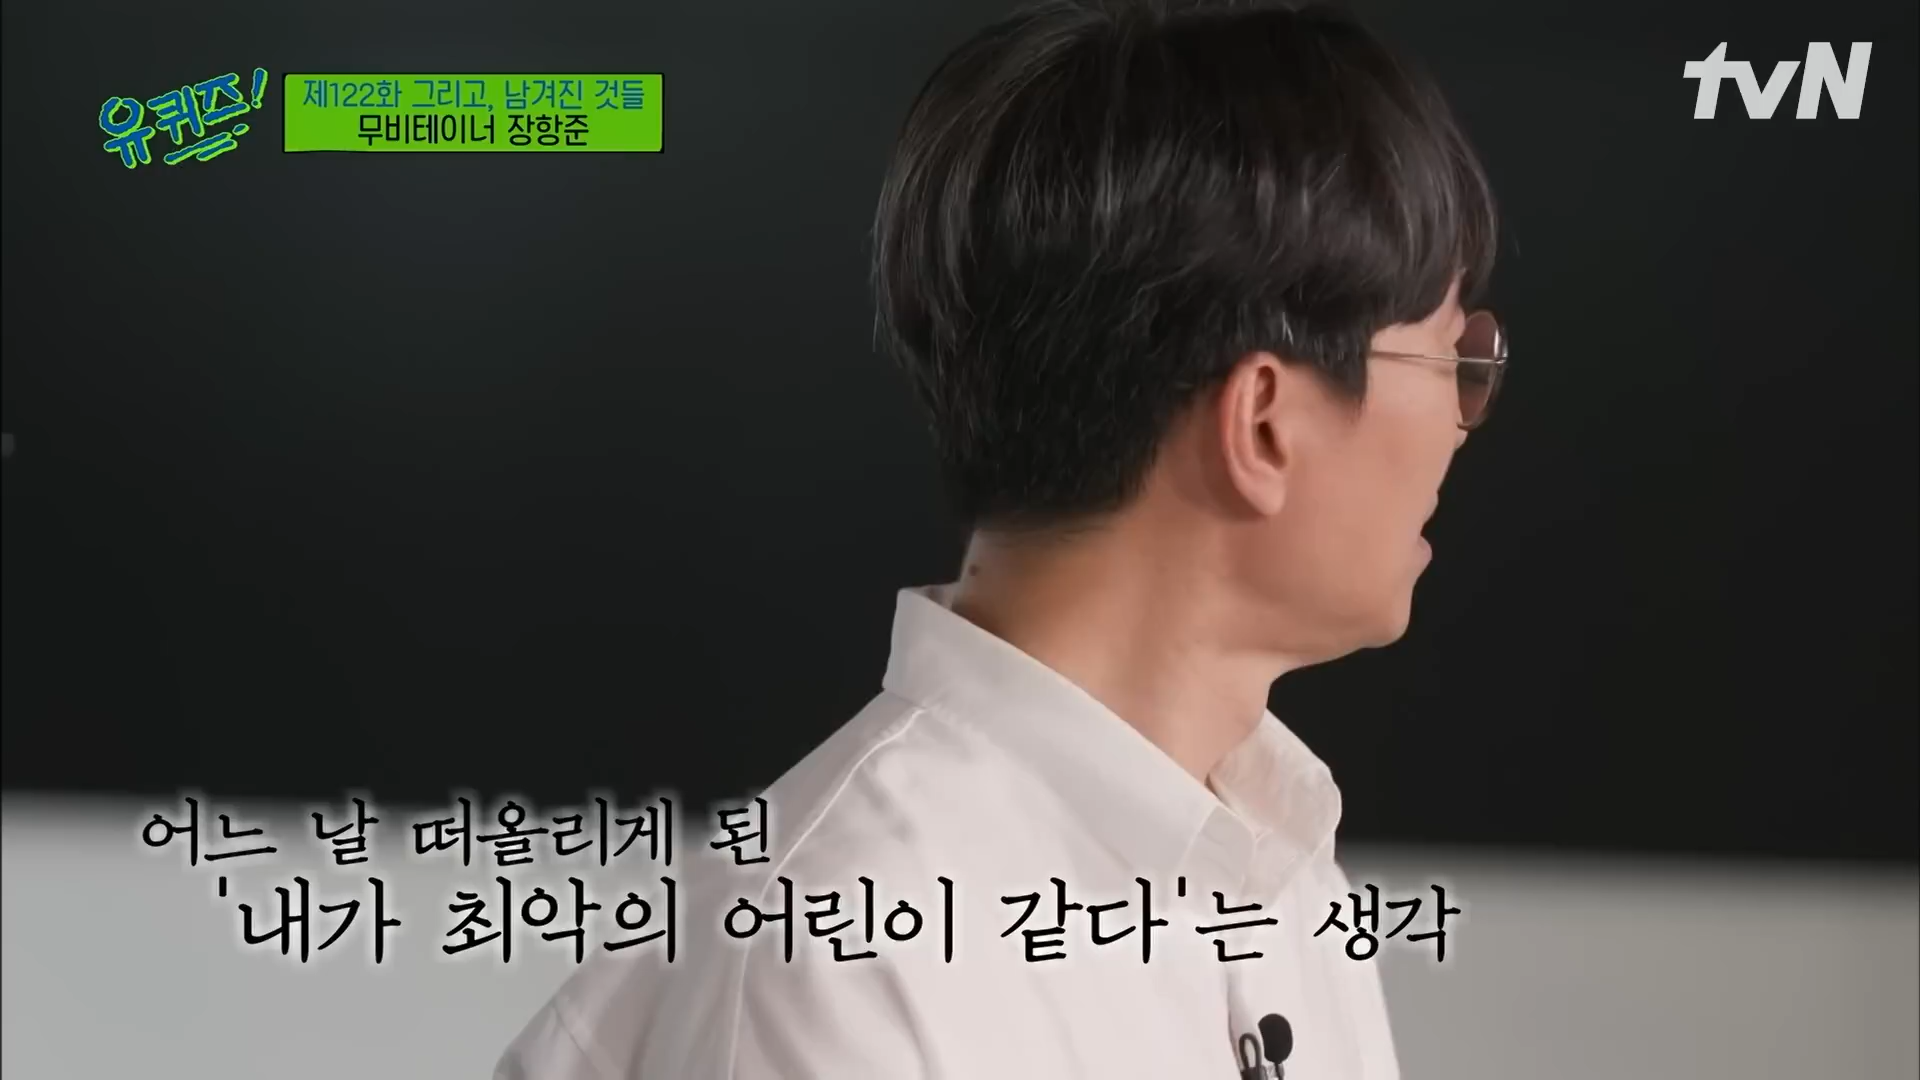 유퀴즈!
제122화 그리고, 남겨진 것들
무비테이너 장항준
tvN
어느 날 떠올리게 된
'내가 최악의 어린이 같다'는 생각